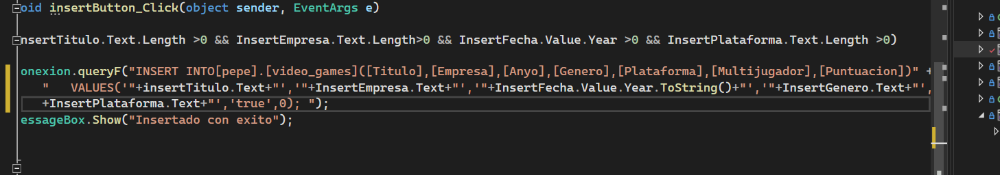 oid insertButton_Click(object sender, EventArgs e)
nsertTitulo.Text.Length >0 && InsertEmpresa.Text.Length>0 && InsertFecha.Value.Year >0 && InsertPlataforma.Text.Length >0)
onexion.queryF("INSERT INTO[pepe].[video_games]([Titulo],[Empresa],[Anyo],[Genero],[Plataforma],[Multijugador],[Puntuacion])" +
"   VALUES('"+insertTitulo.Text+"','"+InsertEmpresa.Text+"','"+InsertFecha.Value.Year.ToString()+"','"+InsertGenero.Text+"',
+InsertPlataforma.Text+"','true',0); ");
essageBox.Show("Insertado con exito");